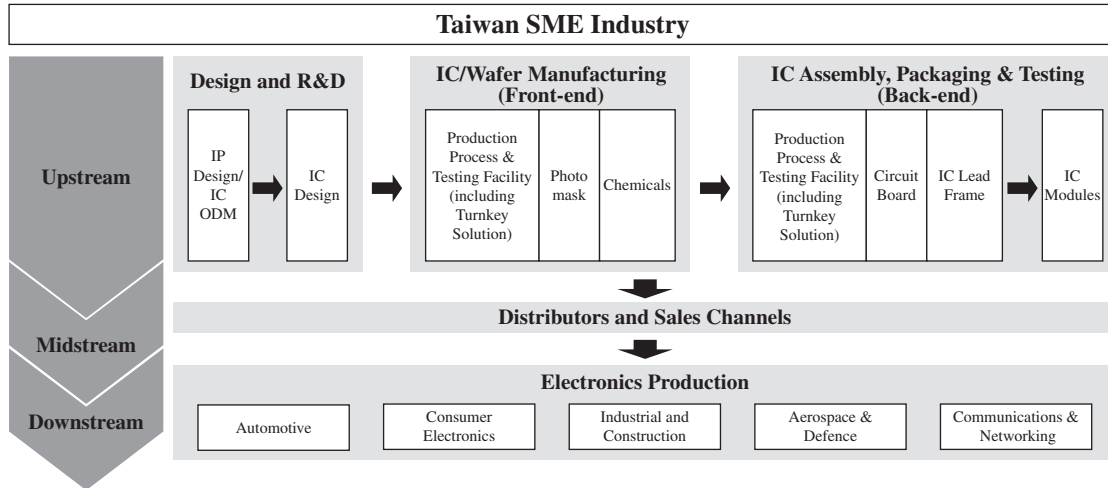 Taiwan SME Industry
Upstream
Midstream
Downstream
Design and R&D
IP
Design/
IC
ODM
IC
Design
IC/Wafer Manufacturing
(Front-end)
Production
Process &
Testing Facility
(including
Turnkey
Solution)
Photo
mask
Chemicals
IC Assembly, Packaging & Testing
(Back-end)
Production
Process &
Testing Facility
(including
Turnkey
Solution)
Circuit
Board
IC Lead
Frame
IC
Modules
Distributors and Sales Channels
Electronics Production
Automotive
Consumer
Electronics
Industrial and
Construction
Aerospace &
Defence
Communications &
Networking